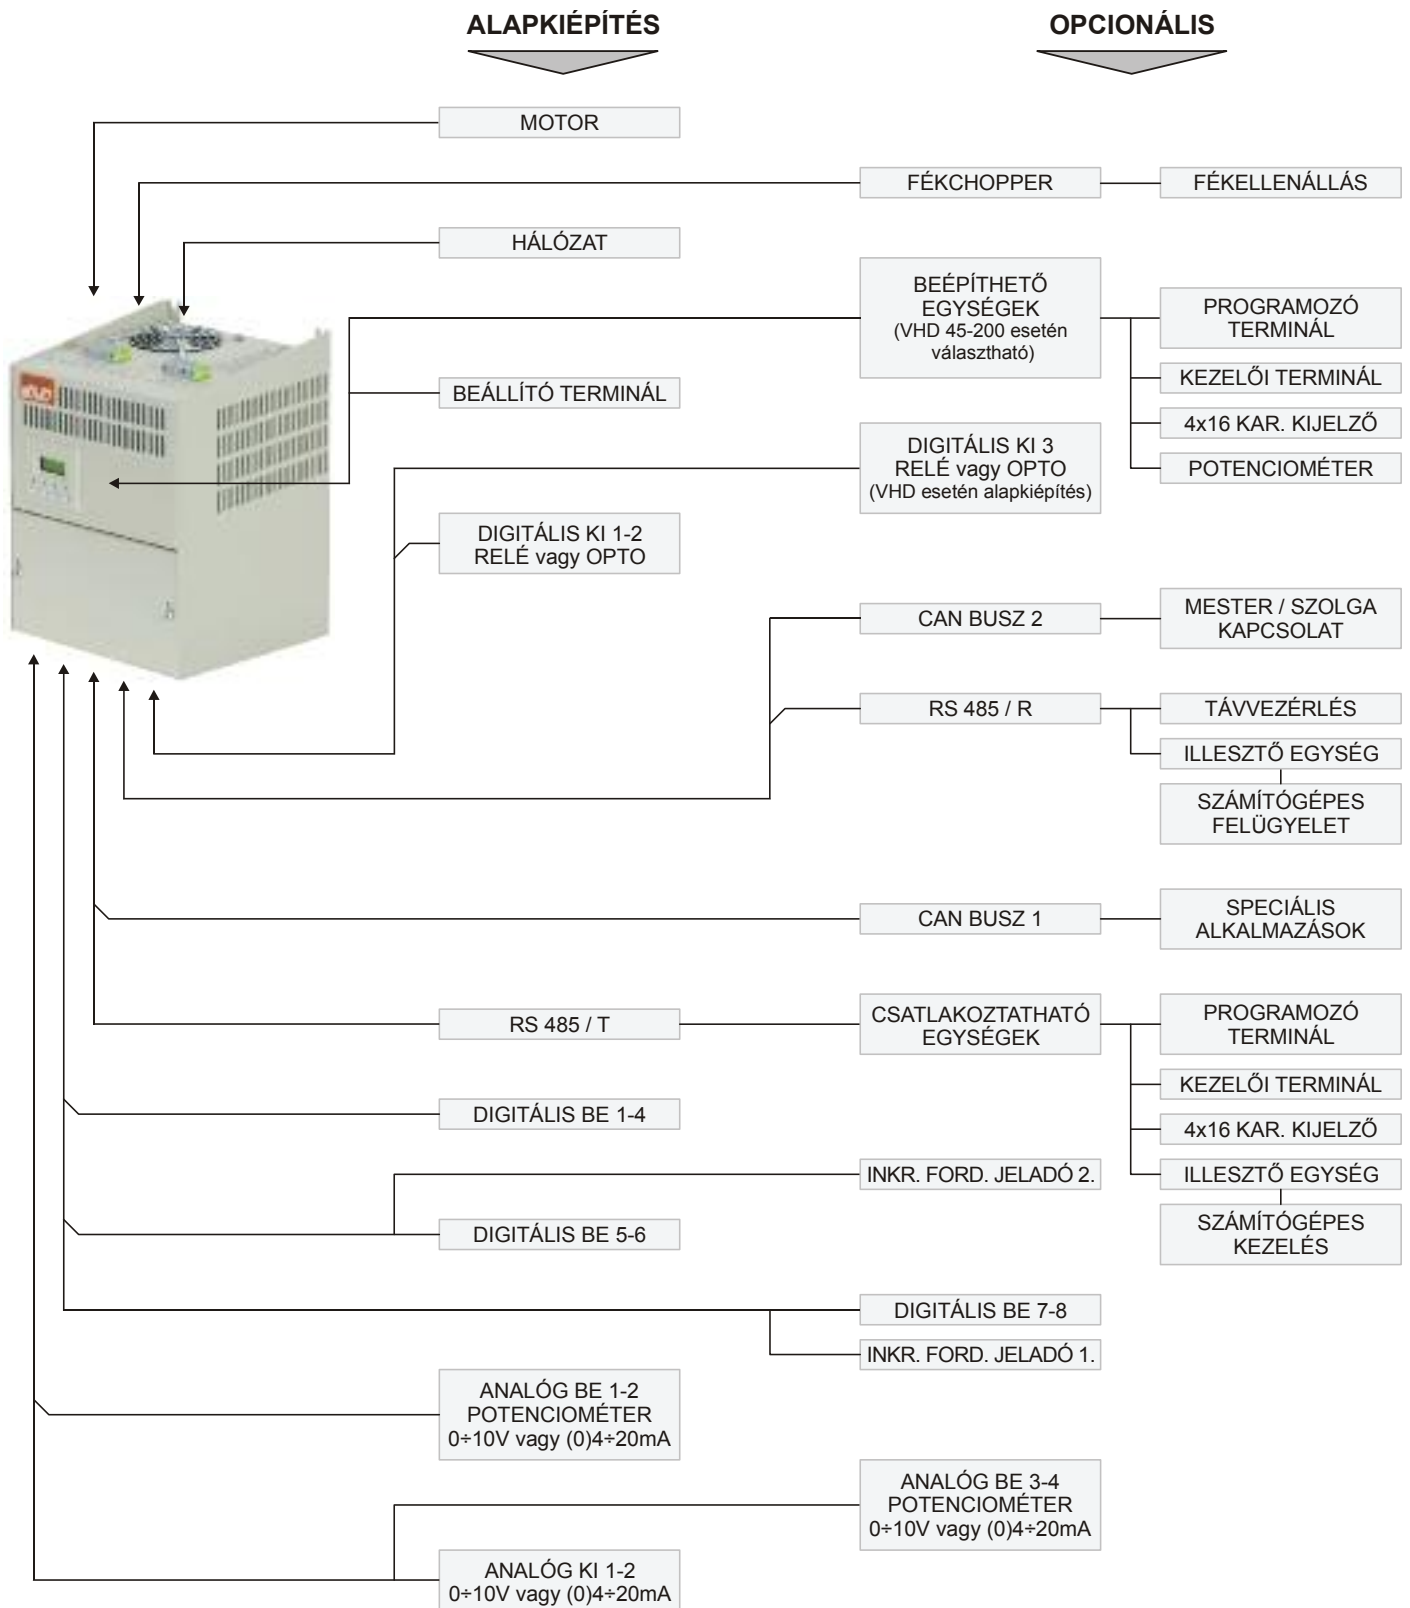 ALAPKIÉPÍTÉS
OPCIONÁLIS
MOTOR
FÉKCHOPPER
FÉKELLENÁLLÁS
HÁLÓZAT
BEÉPÍTHETŐ
EGYSÉGEK
(VHD 45-200 esetén
választható)
PROGRAMOZÓ
TERMINÁL
KEZELŐI TERMINÁL
4x16 KAR. KIJELZŐ
POTENCIOMÉTER
BEÁLLÍTÓ TERMINÁL
DIGITÁLIS KI 3
RELÉ vagy OPTO
(VHD esetén alapkiépítés)
DIGITÁLIS KI 1-2
RELÉ vagy OPTO
CAN BUSZ 2
MESTER / SZOLGA
KAPCSOLAT
RS 485 / R
TÁVVEZÉRLÉS
ILLESZTŐ EGYSÉG
SZÁMÍTÓGÉPES
FELÜGYELET
CAN BUSZ 1
SPECIÁLIS
ALKALMAZÁSOK
RS 485 / T
CSATLAKOZTATHATÓ
EGYSÉGEK
PROGRAMOZÓ
TERMINÁL
KEZELŐI TERMINÁL
4x16 KAR. KIJELZŐ
ILLESZTŐ EGYSÉG
SZÁMÍTÓGÉPES
KEZELÉS
DIGITÁLIS BE 1-4
INKR. FORD. JELADÓ 2.
DIGITÁLIS BE 5-6
DIGITÁLIS BE 7-8
INKR. FORD. JELADÓ 1.
ANALÓG BE 1-2
POTENCIOMÉTER
0÷10V vagy (0)4÷20mA
ANALÓG BE 3-4
POTENCIOMÉTER
0÷10V vagy (0)4÷20mA
ANALÓG KI 1-2
0÷10V vagy (0)4÷20mA